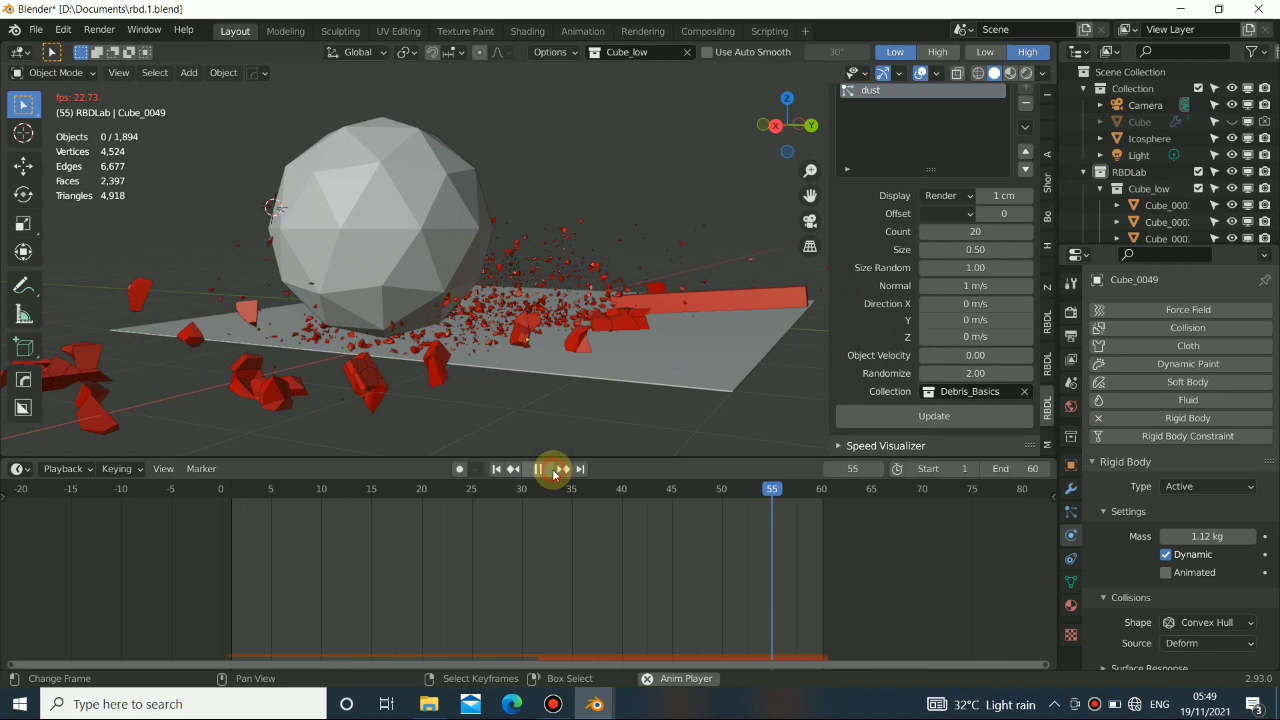 Blender* [D:\Documents\rbd.1.blend]
File Edit Render Window Help Layout Modeling Sculpting UV Editing Texture Paint Shading Animation Rendering Compositing Scripting + Scene View Layer
Global Options Cube_low Use Auto Smooth 30° Low High Low High
Object Mode View Select Add Object
fps: 22.73
(55) RBDLab | Cube_0049
Objects 0 / 1,894
Vertices 4,524
Edges 6,677
Faces 2,397
Triangles 4,918
Z
X
Y
dust
Display Render 1 cm
Offset 0
Count 20
Size 0.50
Size Random 1.00
Normal 1 m/s
Direction X 0 m/s
Y 0 m/s
Z 0 m/s
Object Velocity 0.00
Randomize 2.00
Collection Debris_Basics
Update
Speed Visualizer
I
A
Shor
Bo
H
Z
RBDL
RBDL
RBDL
M
Scene Collection
Collection
Camera
Cube
Icosphere
Light
RBDLab
Cube_low
Cube_000
Cube_000
Cube_000
Cube_0049
Force Field
Collision
Cloth
Dynamic Paint
Soft Body
Fluid
Rigid Body
Rigid Body Constraint
Rigid Body
Type Active
Settings
Mass 1.12 kg
Dynamic
Animated
Collisions
Shape Convex Hull
Source Deform
Surface Response
Playback Keying View Marker 55 Start 1 End 60
-20 -15 -10 -5 0 5 10 15 20 25 30 35 40 45 50 55 60 65 70 75 80
Change Frame Pan View Select Keyframes Box Select Anim Player 2.93.0
Type here to search 32°C Light rain ENG 05:49
19/11/2021 3